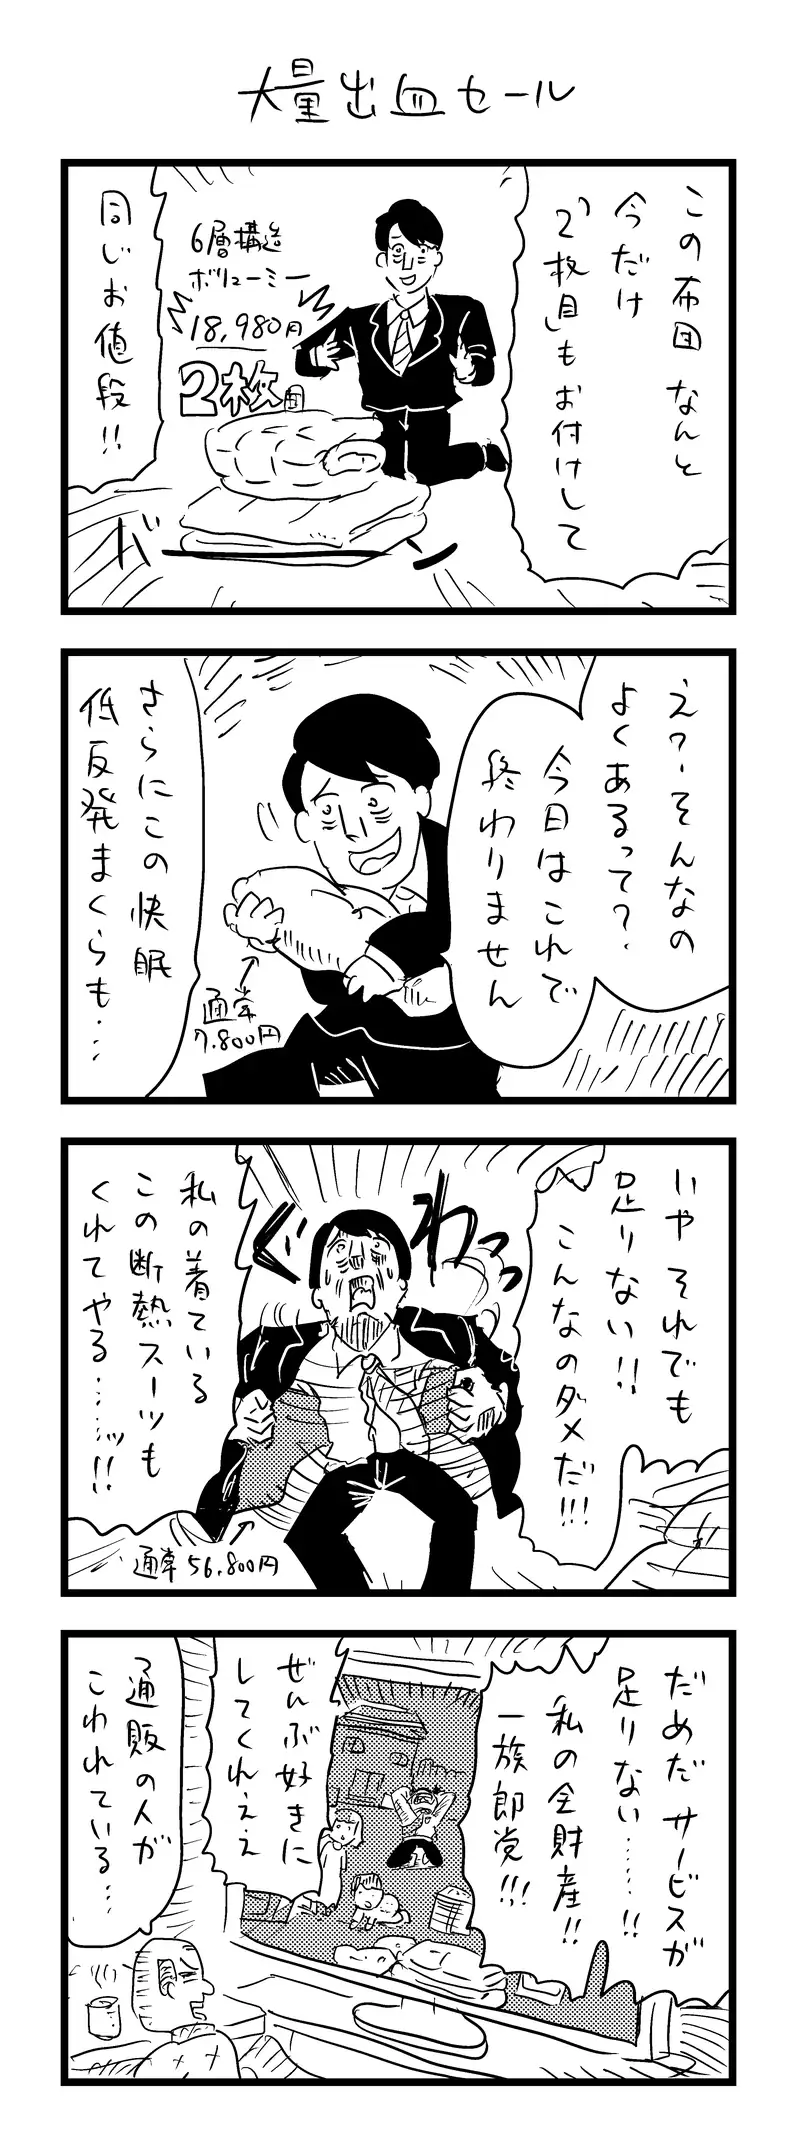 大量出血セール
この布団 なんと
今だけ
「2枚目」もお付けして
6層構造
ボリューミー
18,980円
2枚目
同じお値段!!
バーン
え?そんなの
よくあるって?
今日はこれで
終わりません
さらにこの快眠
低反発まくらも…
通常
7,800円
いや それでも
足りない!!
こんなのダメだ!!!
ぐわっっ
私の着ている
この断熱スーツも
くれてやる……ッ!!
通常 56,800円
だめだ サービスが
足りない……!!
私の全財産!!
一族郎党!!!
ぜんぶ好きに
してくれええ
通販の人が
こわれている…